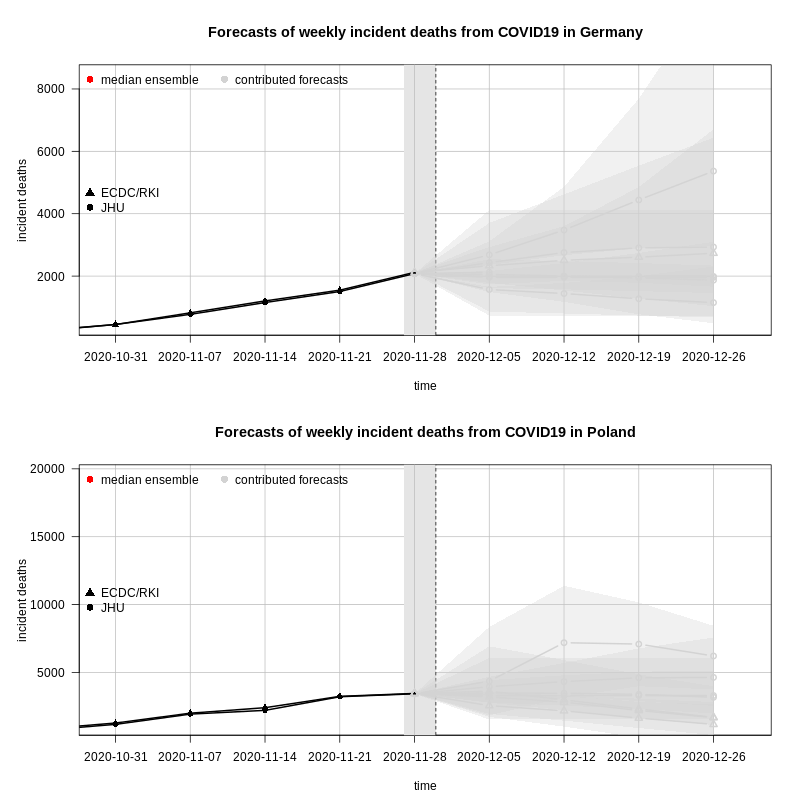 Forecasts of weekly incident deaths from COVID19 in Germany
median ensemble
contributed forecasts
ECDC/RKI
JHU
incident deaths
8000
6000
4000
2000
2020-10-31 2020-11-07 2020-11-14 2020-11-21 2020-11-28 2020-12-05 2020-12-12 2020-12-19 2020-12-26
time
Forecasts of weekly incident deaths from COVID19 in Poland
median ensemble
contributed forecasts
ECDC/RKI
JHU
incident deaths
20000
15000
10000
5000
2020-10-31 2020-11-07 2020-11-14 2020-11-21 2020-11-28 2020-12-05 2020-12-12 2020-12-19 2020-12-26
time